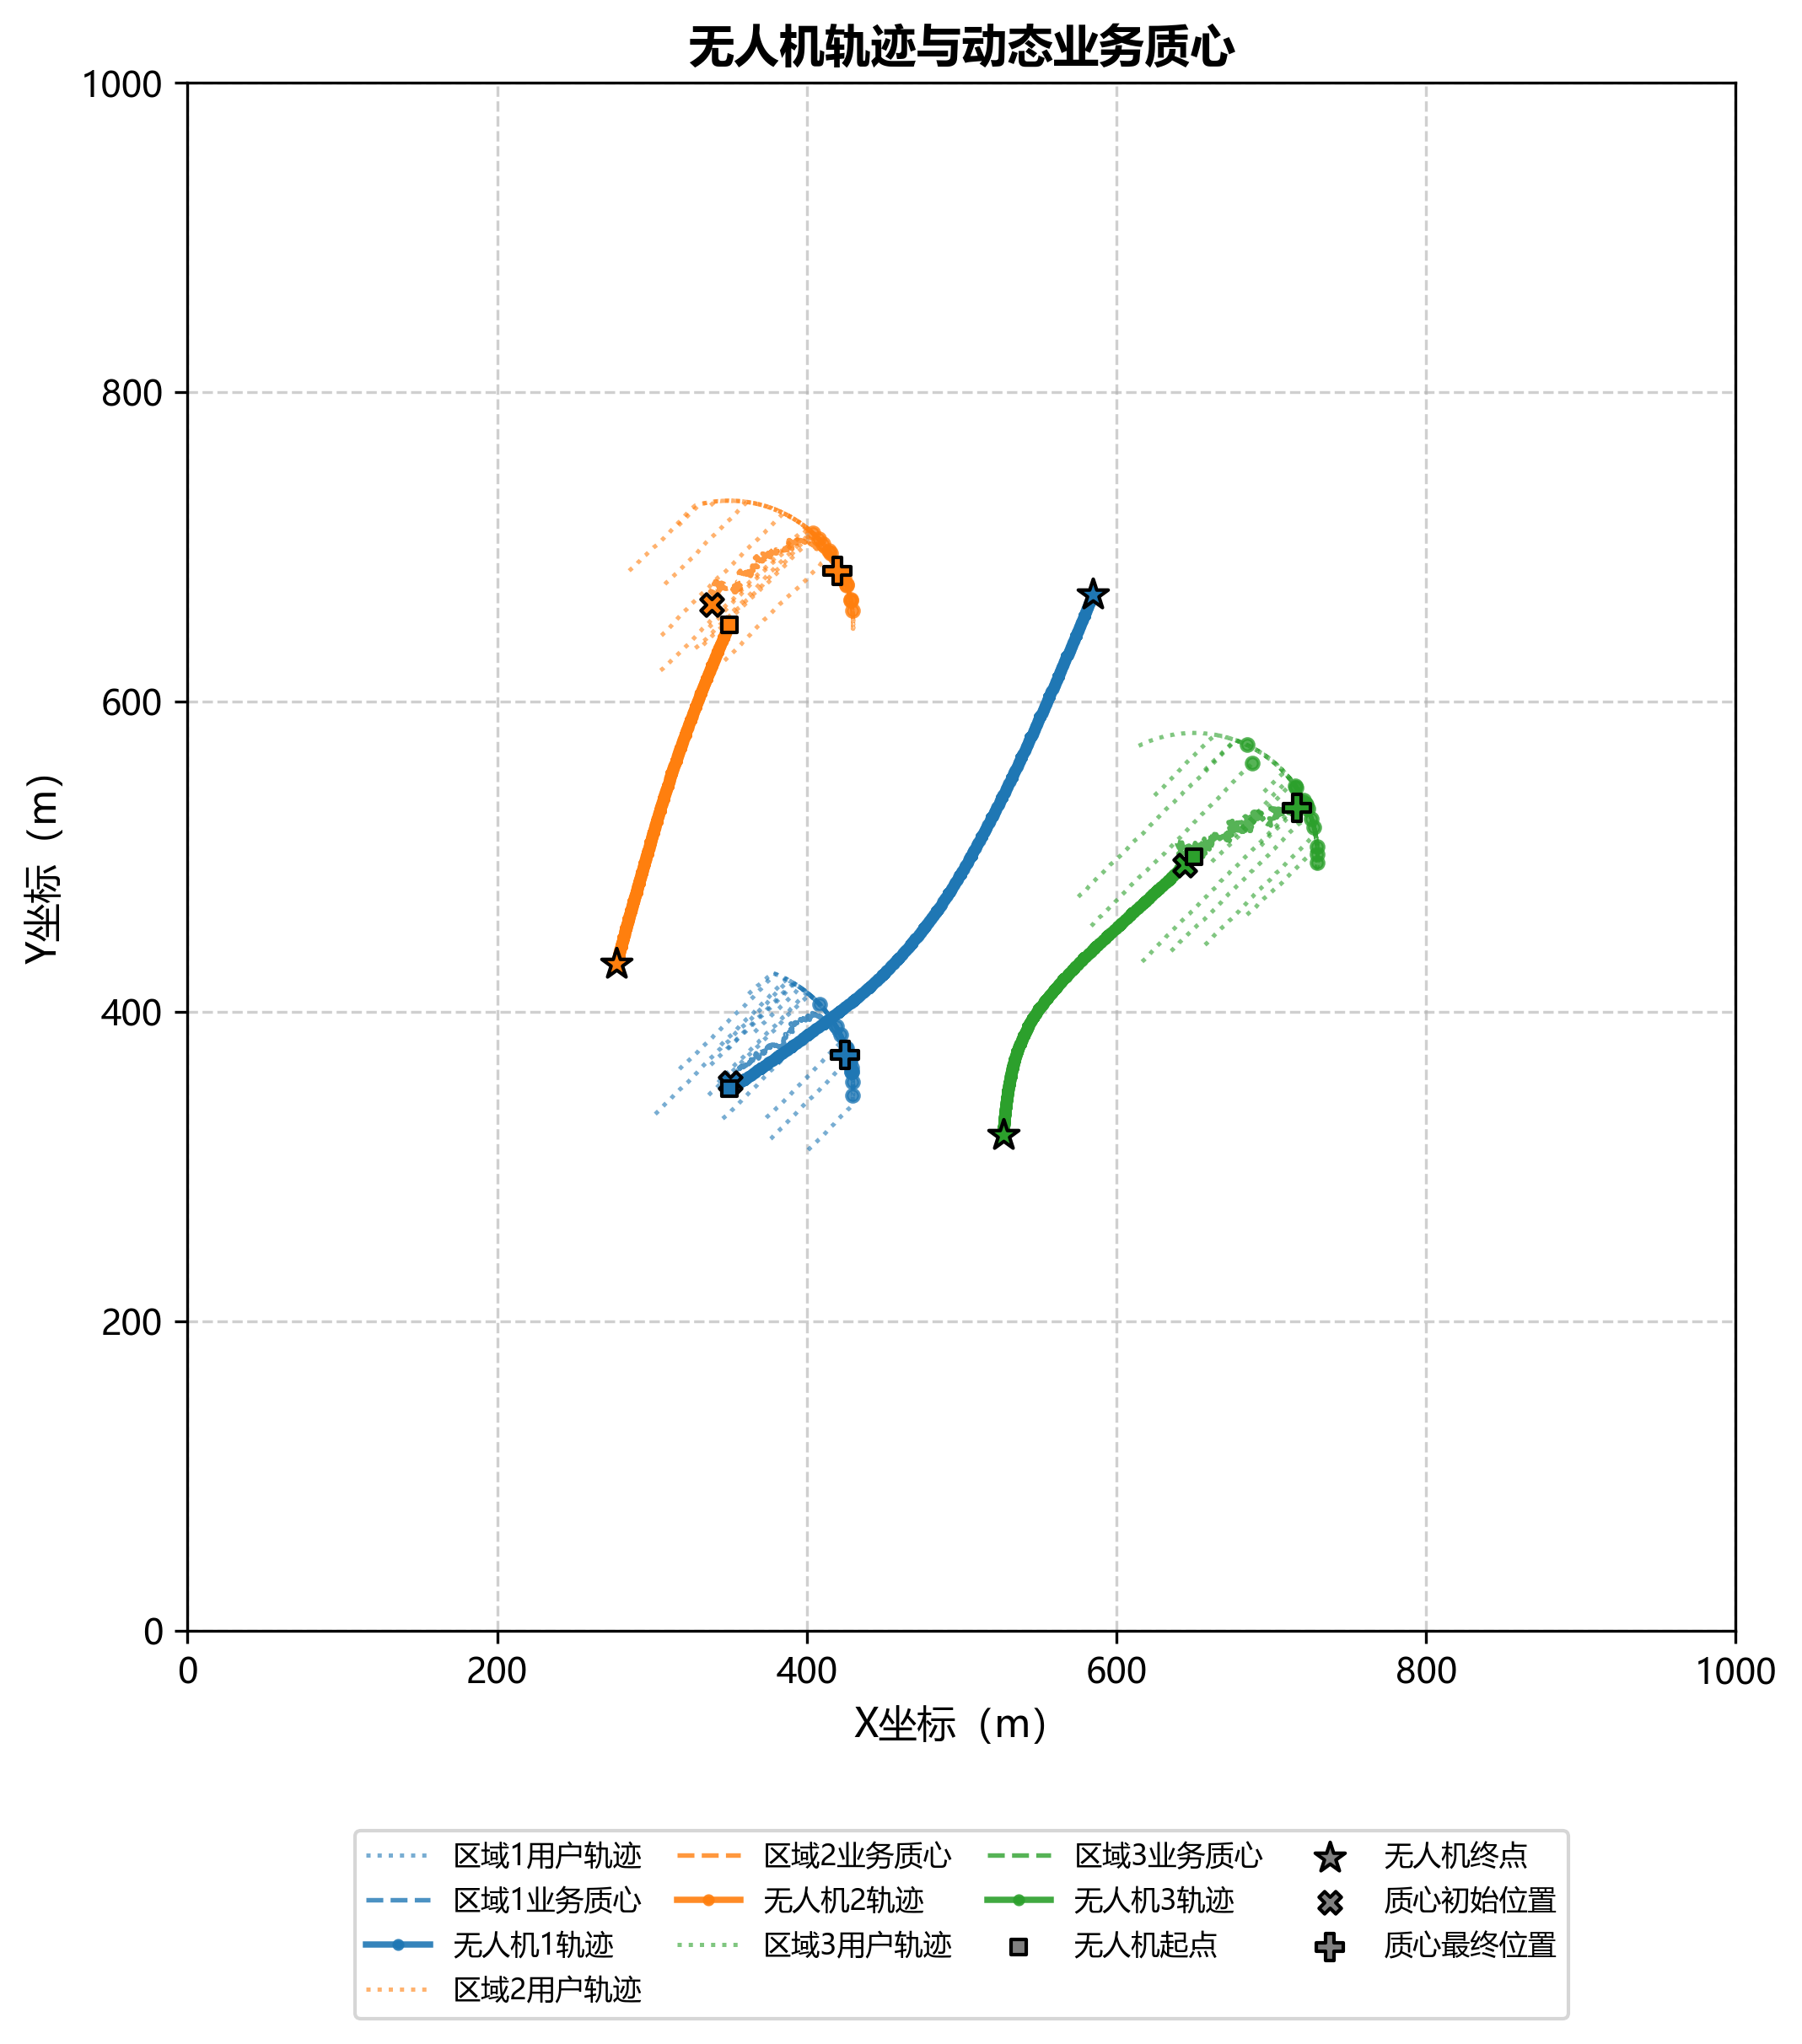 无人机轨迹与动态业务质心
1000
800
600
400
200
0
Y坐标（m）
0 200 400 600 800 1000
X坐标（m）
区域1用户轨迹 区域2业务质心 区域3业务质心 无人机终点
区域1业务质心 无人机2轨迹 无人机3轨迹 质心初始位置
无人机1轨迹 区域3用户轨迹 无人机起点 质心最终位置
区域2用户轨迹